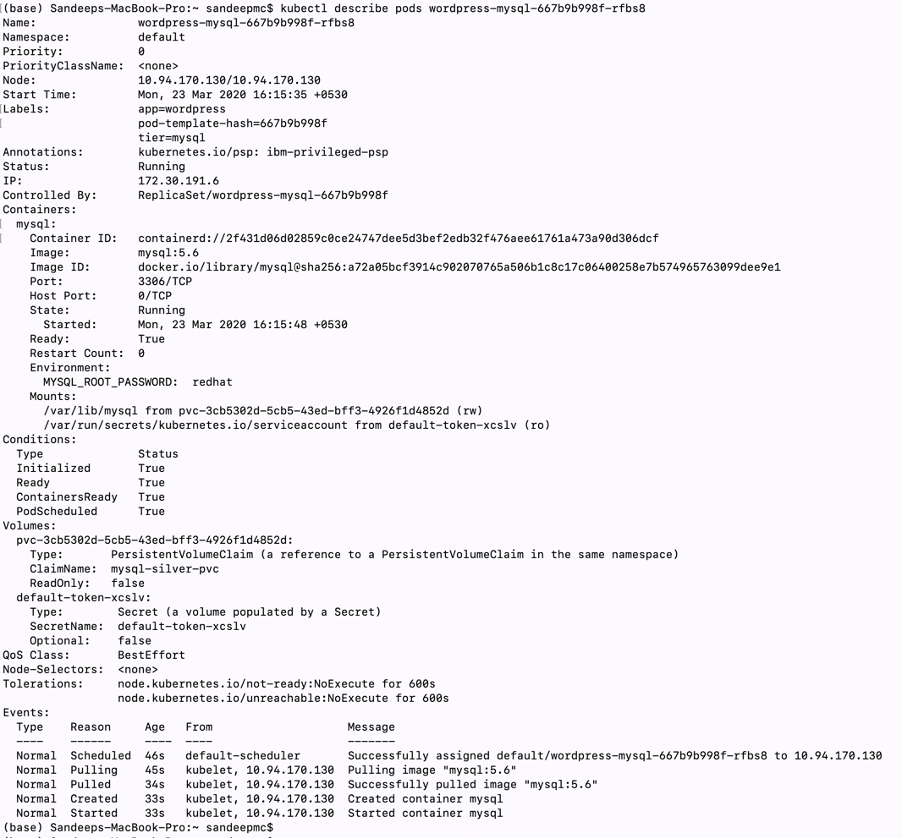 (base) Sandeeps-MacBook-Pro:~ sandeepmc$ kubectl describe pods wordpress-mysql-667b9b998f-rfbs8
Name:               wordpress-mysql-667b9b998f-rfbs8
Namespace:          default
Priority:           0
PriorityClassName:  <none>
Node:               10.94.170.130/10.94.170.130
Start Time:         Mon, 23 Mar 2020 16:15:35 +0530
Labels:             app=wordpress
                    pod-template-hash=667b9b998f
                    tier=mysql
Annotations:        kubernetes.io/psp: ibm-privileged-psp
Status:             Running
IP:                 172.30.191.6
Controlled By:      ReplicaSet/wordpress-mysql-667b9b998f
Containers:
  mysql:
    Container ID:   containerd://2f431d06d02859c0ce24747dee5d3bef2edb32f476aee61761a473a90d306dcf
    Image:          mysql:5.6
    Image ID:       docker.io/library/mysql@sha256:a72a05bcf3914c902070765a506b1c8c17c06400258e7b574965763099dee9e1
    Port:           3306/TCP
    Host Port:      0/TCP
    State:          Running
      Started:      Mon, 23 Mar 2020 16:15:48 +0530
    Ready:          True
    Restart Count:  0
    Environment:
      MYSQL_ROOT_PASSWORD:  redhat
    Mounts:
      /var/lib/mysql from pvc-3cb5302d-5cb5-43ed-bff3-4926f1d4852d (rw)
      /var/run/secrets/kubernetes.io/serviceaccount from default-token-xcslv (ro)
Conditions:
  Type              Status
  Initialized       True
  Ready             True
  ContainersReady   True
  PodScheduled      True
Volumes:
  pvc-3cb5302d-5cb5-43ed-bff3-4926f1d4852d:
    Type:       PersistentVolumeClaim (a reference to a PersistentVolumeClaim in the same namespace)
    ClaimName:  mysql-silver-pvc
    ReadOnly:   false
  default-token-xcslv:
    Type:        Secret (a volume populated by a Secret)
    SecretName:  default-token-xcslv
    Optional:    false
QoS Class:       BestEffort
Node-Selectors:  <none>
Tolerations:     node.kubernetes.io/not-ready:NoExecute for 600s
                 node.kubernetes.io/unreachable:NoExecute for 600s
Events:
  Type    Reason     Age   From                     Message
  ----    ------     ----  ----                     -------
  Normal  Scheduled  46s   default-scheduler        Successfully assigned default/wordpress-mysql-667b9b998f-rfbs8 to 10.94.170.130
  Normal  Pulling    45s   kubelet, 10.94.170.130  Pulling image "mysql:5.6"
  Normal  Pulled     34s   kubelet, 10.94.170.130  Successfully pulled image "mysql:5.6"
  Normal  Created    33s   kubelet, 10.94.170.130  Created container mysql
  Normal  Started    33s   kubelet, 10.94.170.130  Started container mysql
(base) Sandeeps-MacBook-Pro:~ sandeepmc$